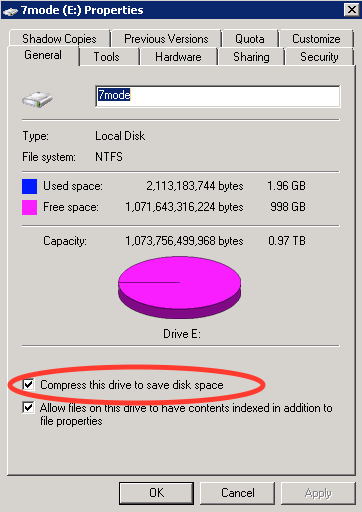 7mode (E:) Properties
Shadow Copies Previous Versions Quota Customize
General Tools Hardware Sharing Security
7mode
Type: Local Disk
File system: NTFS
Used space: 2,113,183,744 bytes 1.96 GB
Free space: 1,071,643,316,224 bytes 998 GB
Capacity: 1,073,756,499,968 bytes 0.97 TB
Drive E:
Compress this drive to save disk space
Allow files on this drive to have contents indexed in addition to
file properties
OK Cancel Apply